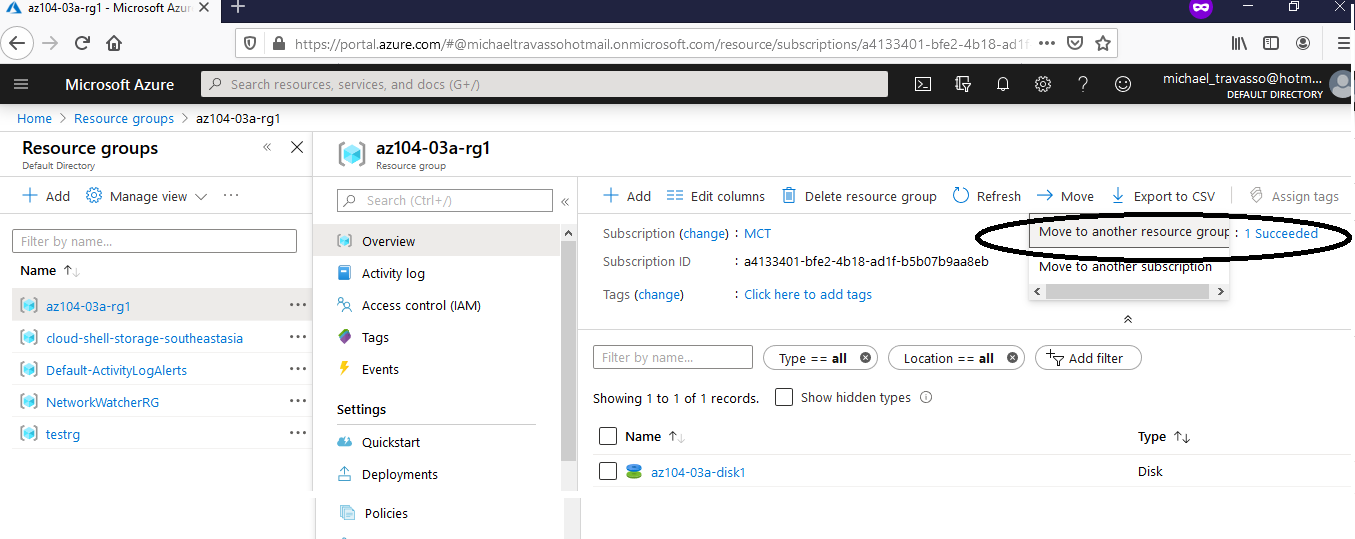 az104-03a-rg1 - Microsoft Azur
https://portal.azure.com/#@michaeltravassohotmail.onmicrosoft.com/resource/subscriptions/a4133401-bfe2-4b18-ad1f
Microsoft Azure
Search resources, services, and docs (G+/)
michael_travasso@hotm...
DEFAULT DIRECTORY
Home > Resource groups > az104-03a-rg1
Resource groups
Default Directory
Add Manage view
Filter by name...
Name
az104-03a-rg1
cloud-shell-storage-southeastasia
Default-ActivityLogAlerts
NetworkWatcherRG
testrg
az104-03a-rg1
Resource group
Search (Ctrl+/)
Overview
Activity log
Access control (IAM)
Tags
Events
Settings
Quickstart
Deployments
Policies
Add Edit columns Delete resource group Refresh Move Export to CSV Assign tags
Subscription (change) : MCT
Subscription ID : a4133401-bfe2-4b18-ad1f-b5b07b9aa8eb
Tags (change) : Click here to add tags
Move to another resource group : 1 Succeeded
Move to another subscription
Filter by name... Type == all Location == all Add filter
Showing 1 to 1 of 1 records. Show hidden types
Name Type
az104-03a-disk1 Disk